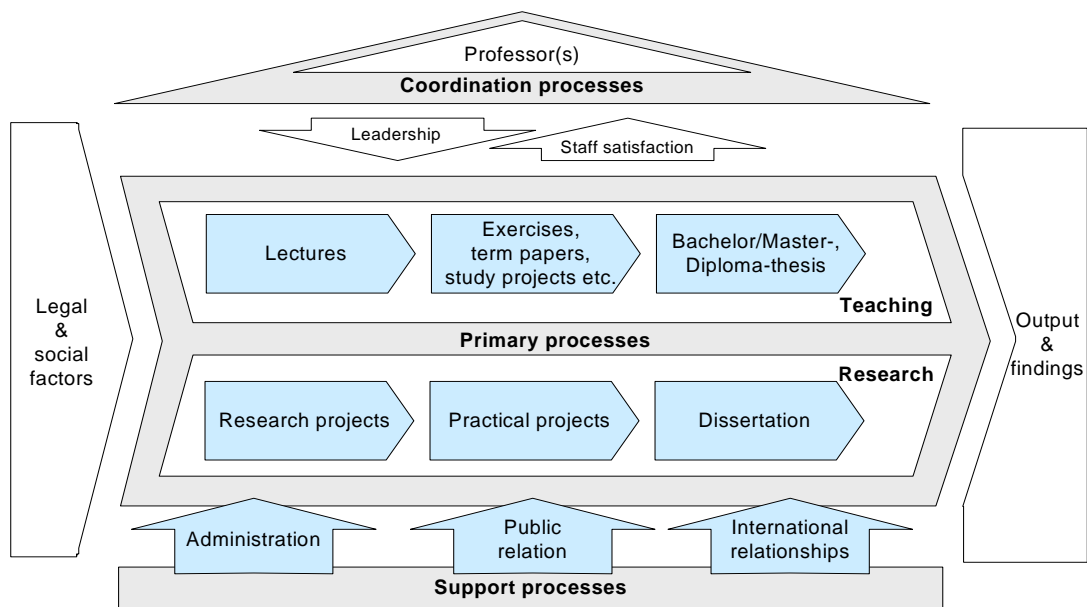 Professor(s)
Coordination processes
Leadership
Staff satisfaction
Legal
&
social
factors
Lectures
Exercises,
term papers,
study projects etc.
Bachelor/Master-,
Diploma-thesis
Teaching
Primary processes
Research
Research projects
Practical projects
Dissertation
Output
&
findings
Administration
Public
relation
International
relationships
Support processes